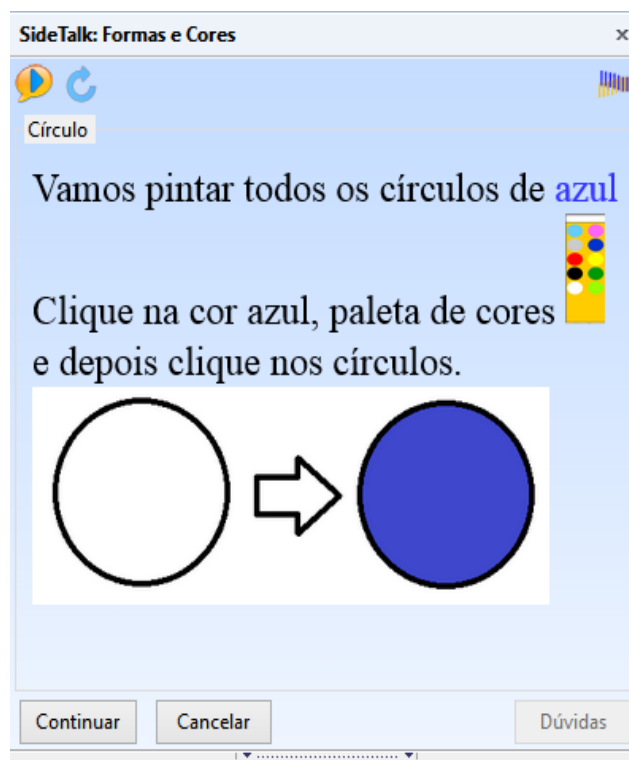 SideTalk: Formas e Cores
Círculo
Vamos pintar todos os círculos de azul
Clique na cor azul, paleta de cores
e depois clique nos círculos.
Continuar
Cancelar
Dúvidas